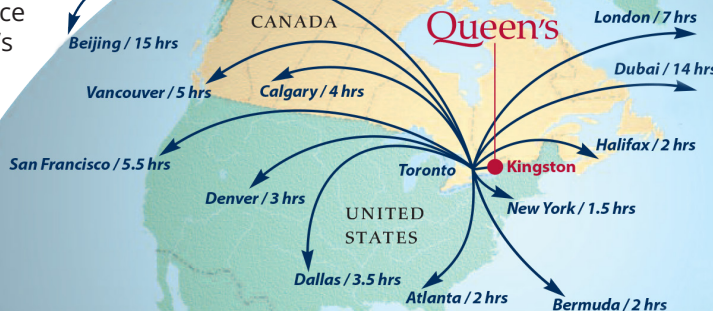 ce
's
CANADA
Queen's
London / 7 hrs
Beijing / 15 hrs
Dubai / 14 hrs
Vancouver / 5 hrs
Calgary / 4 hrs
Halifax / 2 hrs
San Francisco / 5.5 hrs
Toronto
Kingston
Denver / 3 hrs
New York / 1.5 hrs
UNITED
STATES
Dallas / 3.5 hrs
Atlanta / 2 hrs
Bermuda / 2 hrs